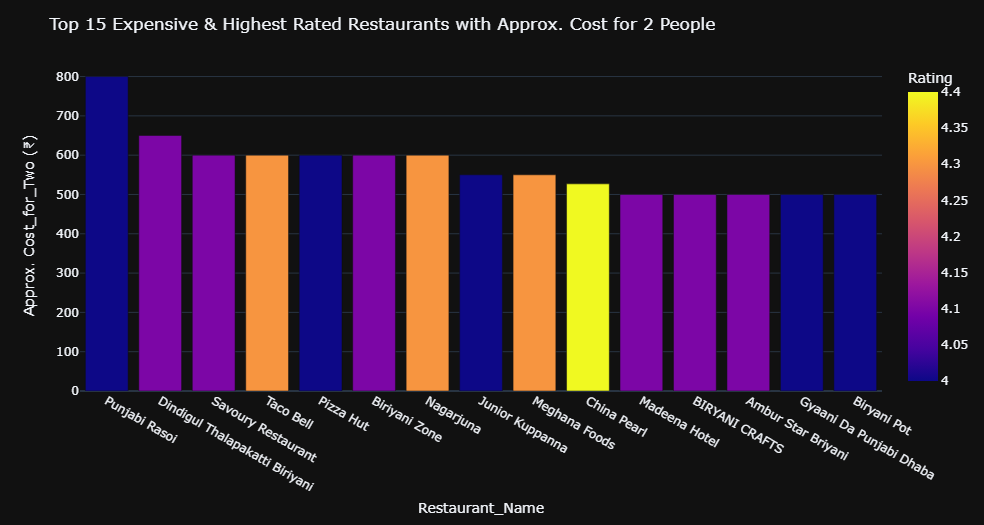 Top 15 Expensive & Highest Rated Restaurants with Approx. Cost for 2 People
Approx. Cost_for_Two (₹)
800
700
600
500
400
300
200
100
0
Punjabi Rasoi
Dindigul Thalapakatti Biriyani
Savoury Restaurant
Taco Bell
Pizza Hut
Biriyani Zone
Nagarjuna
Junior Kuppanna
Meghana Foods
China Pearl
Madeena Hotel
BIRYANI CRAFTS
Ambur Star Briyani
Gyaani Da Punjabi Dhaba
Biryani Pot
Restaurant_Name
Rating
4.4
4.35
4.3
4.25
4.2
4.15
4.1
4.05
4